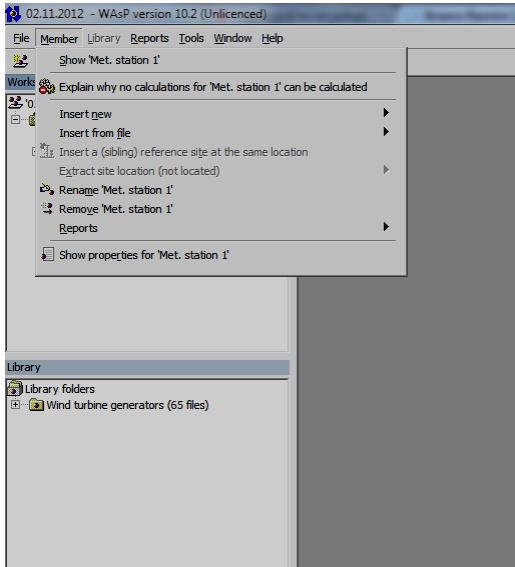 02.11.2012 - WAsP version 10.2 (Unlicenced)
File Member Library Reports Tools Window Help
Show 'Met. station 1'
Works
Explain why no calculations for 'Met. station 1' can be calculated
'0
Insert new
Insert from file
Insert a (sibling) reference site at the same location
Extract site location (not located)
Rename 'Met. station 1'
Remove 'Met. station 1'
Reports
Show properties for 'Met. station 1'
Library
Library folders
Wind turbine generators (65 files)